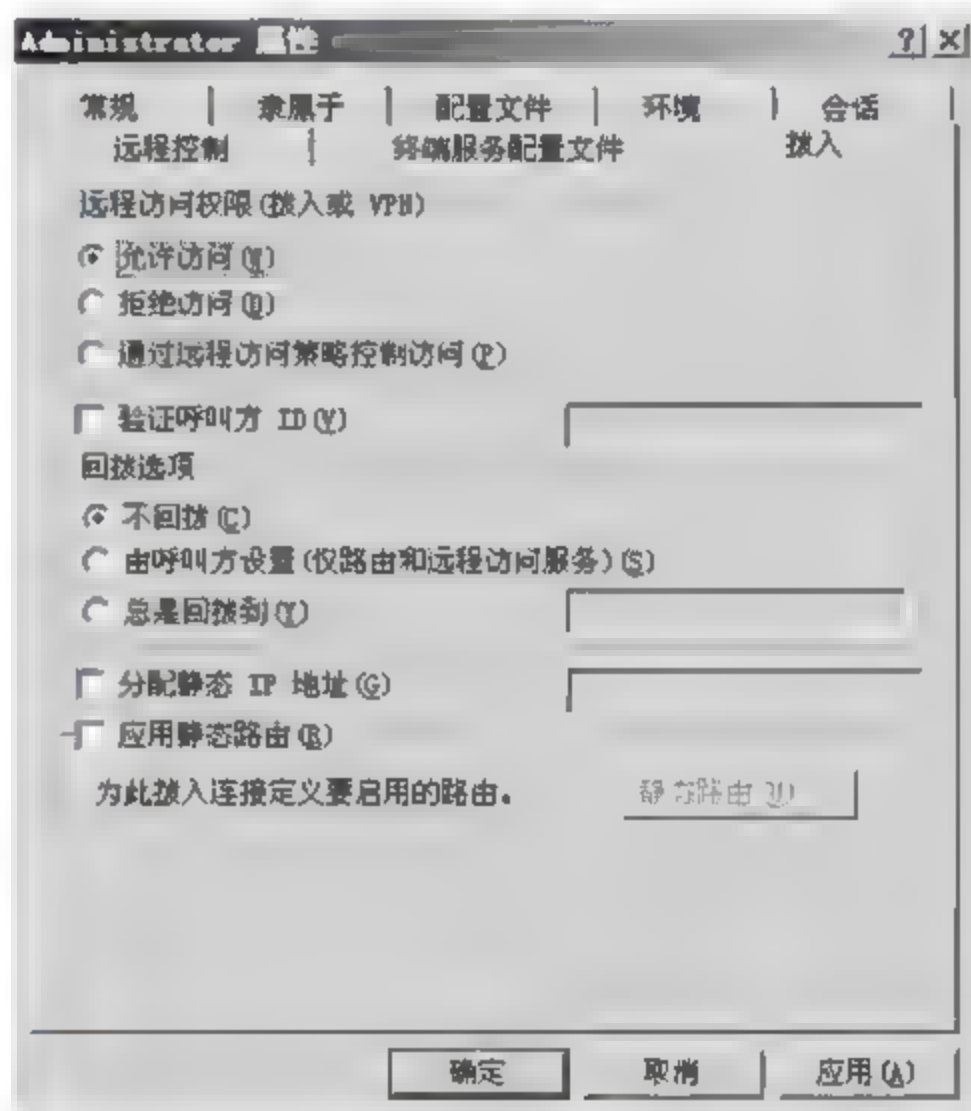 Administrator 属性
常规 隶属于 配置文件 环境 会话
远程控制 终端服务配置文件 拨入
远程访问权限(拨入或 VPN)
允许访问(W)
拒绝访问(D)
通过远程访问策略控制访问(P)
验证呼叫方 ID(V)
回拨选项
不回拨(C)
由呼叫方设置(仅路由和远程访问服务)(S)
总是回拨到(Y)
分配静态 IP 地址(G)
应用静态路由(R)
为此拨入连接定义要启用的路由。 静态路由(U)
确定 取消 应用(A)